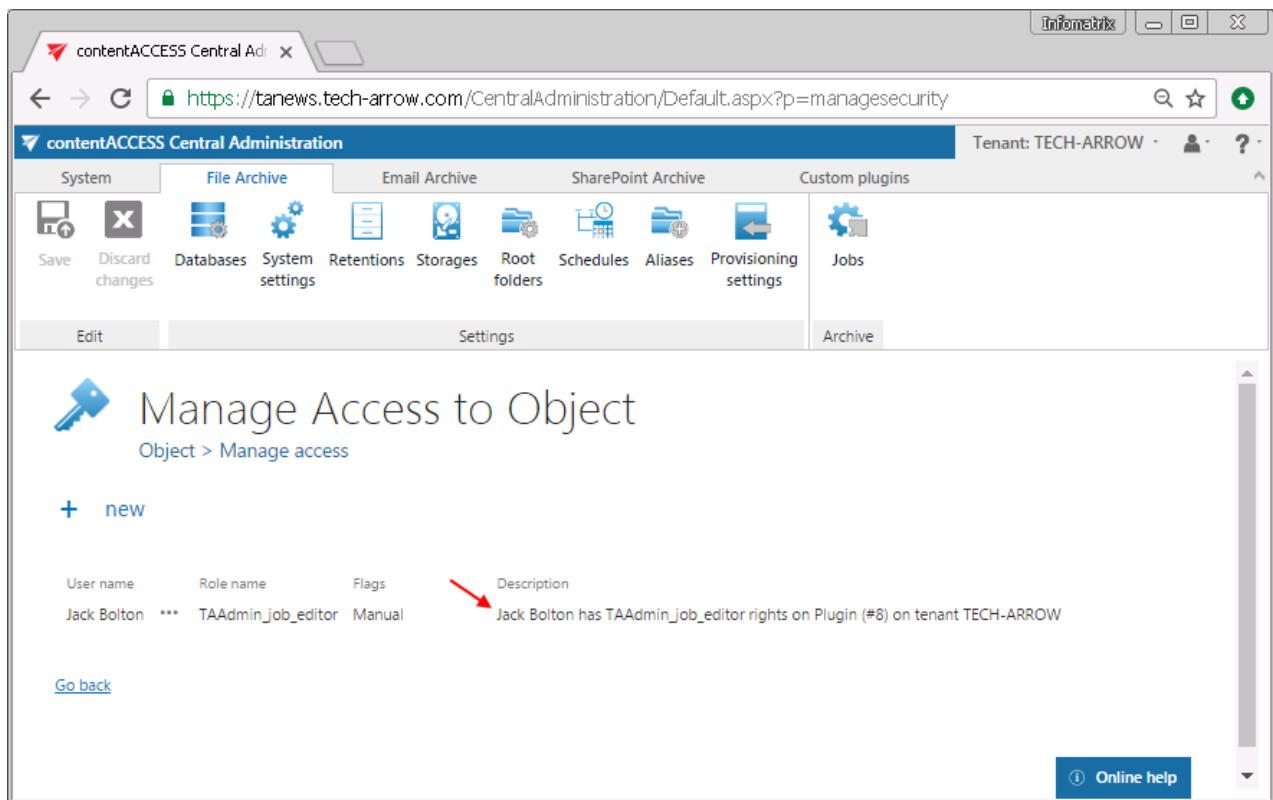 Infometrix
contentACCESS Central Adr
https://tanews.tech-arrow.com/CentralAdministration/Default.aspx?p=managesecurity
contentACCESS Central Administration
Tenant: TECH-ARROW
?
System File Archive Email Archive SharePoint Archive Custom plugins
Save Discard changes Databases System settings Retentions Storages Root folders Schedules Aliases Provisioning settings Jobs
Edit Settings Archive
Manage Access to Object
Object > Manage access
+ new
User name Role name Flags Description
Jack Bolton ••• TAAdmin_job_editor Manual Jack Bolton has TAAdmin_job_editor rights on Plugin (#8) on tenant TECH-ARROW
Go back
Online help